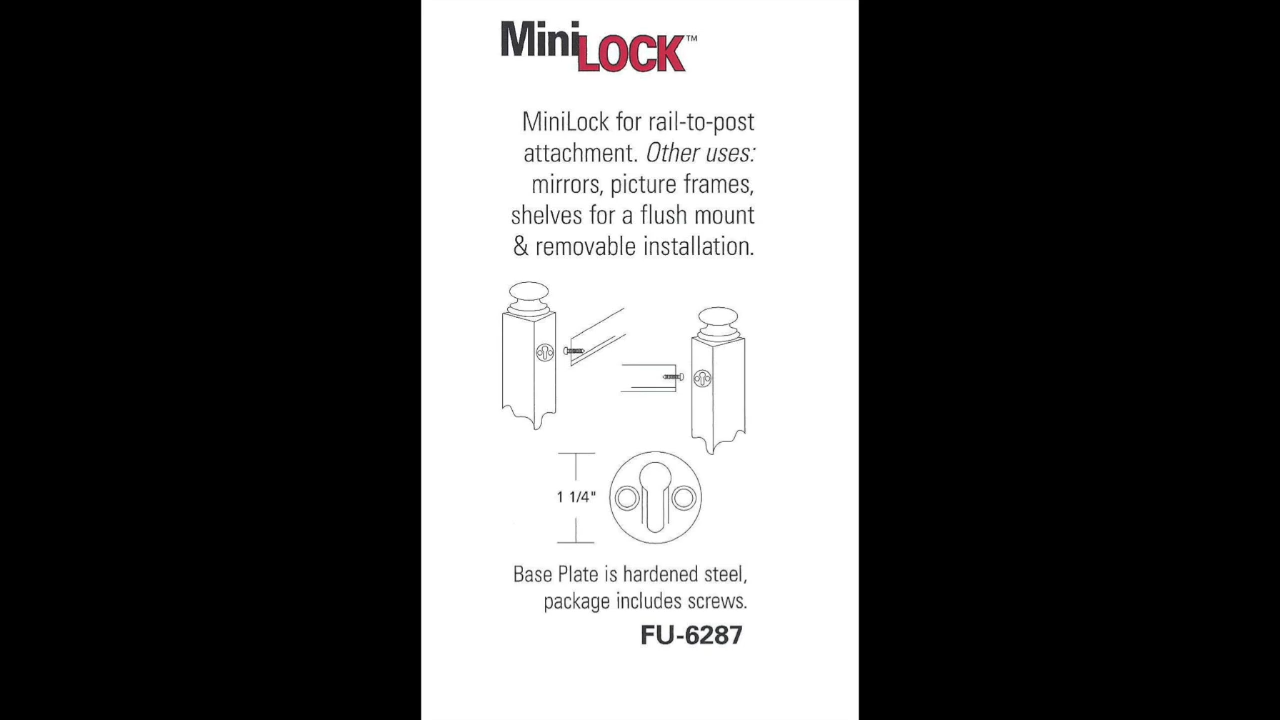 MiniLOCK™
MiniLock for rail-to-post
attachment. Other uses:
mirrors, picture frames,
shelves for a flush mount
& removable installation.
1 1/4"
Base Plate is hardened steel,
package includes screws.
FU-6287